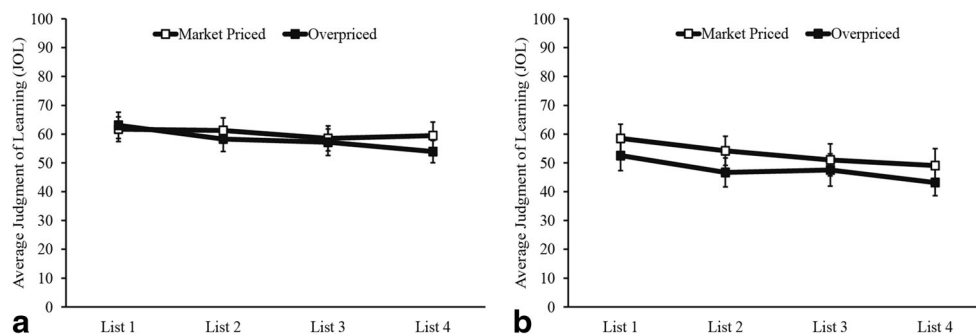 Market Priced
Overpriced
Average Judgment of Learning (JOL)
100
90
80
70
60
50
40
30
20
10
0
List 1
List 2
List 3
List 4
a
Market Priced
Overpriced
Average Judgment of Learning (JOL)
100
90
80
70
60
50
40
30
20
10
0
List 1
List 2
List 3
List 4
b